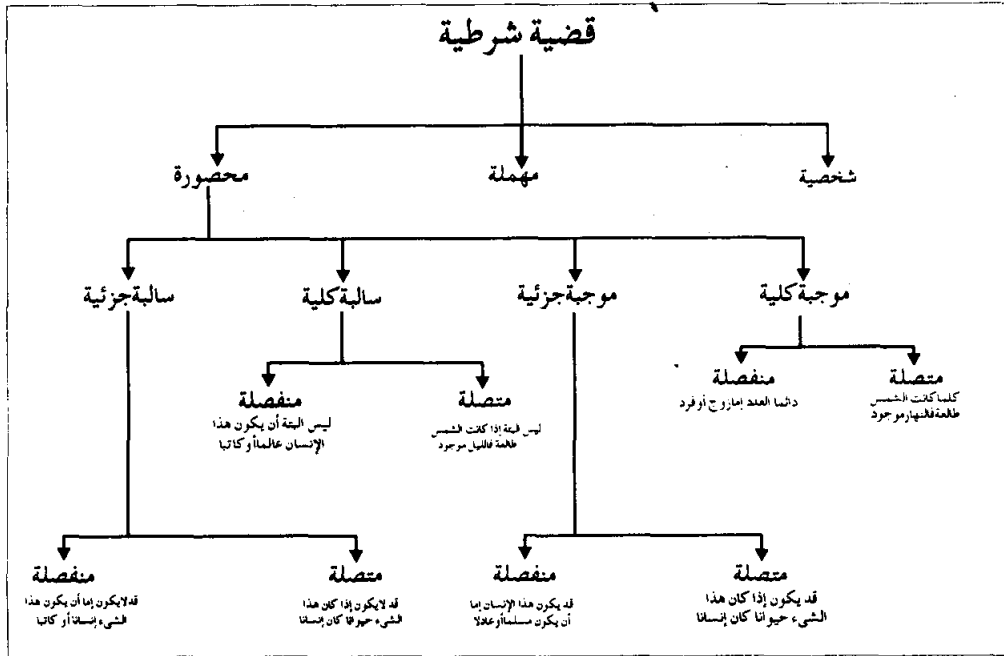 قضية شرطية
شخصية
مهملة
محصورة
موجبة كلية
موجبة جزئية
سالبة كلية
سالبة جزئية
متصلة
كلما كانت الشمس
طالعة فالنهار موجود
منفصلة
دائما العدد إما زوج أو فرد
متصلة
ليس البتة إذا كانت الشمس
طالعة فالليل موجود
منفصلة
ليس البتة أن يكون هذا
الإنسان عالماً أو كاتبا
متصلة
قد يكون إذا كان هذا
الشيء حيوانا كان إنسانا
منفصلة
قد يكون هذا الإنسان إما
أن يكون مسلما أو عادلا
متصلة
قد لا يكون إذا كان هذا
الشيء حيوانا كان إنسانا
منفصلة
قد لا يكون إما أن يكون هذا
الشيء إنسانا أو كاتبا